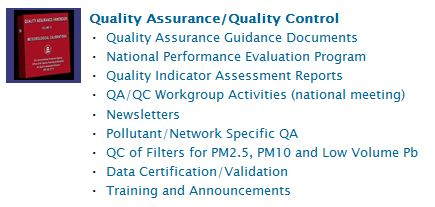 QUALITY ASSURANCE HANDBOOK
METEOROLOGICAL CALIBRATIONS
Quality Assurance/Quality Control
· Quality Assurance Guidance Documents
· National Performance Evaluation Program
· Quality Indicator Assessment Reports
· QA/QC Workgroup Activities (national meeting)
· Newsletters
· Pollutant/Network Specific QA
· QC of Filters for PM2.5, PM10 and Low Volume Pb
· Data Certification/Validation
· Training and Announcements